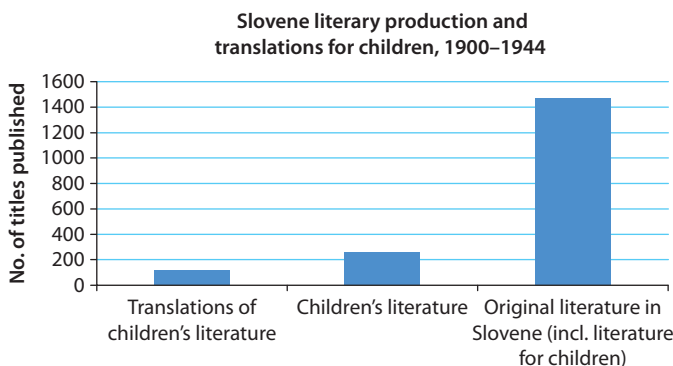 Slovene literary production and
translations for children, 1900–1944
No. of titles published
1600
1400
1200
1000
800
600
400
200
0
Translations of
children's literature
Children's literature
Original literature in
Slovene (incl. literature
for children)